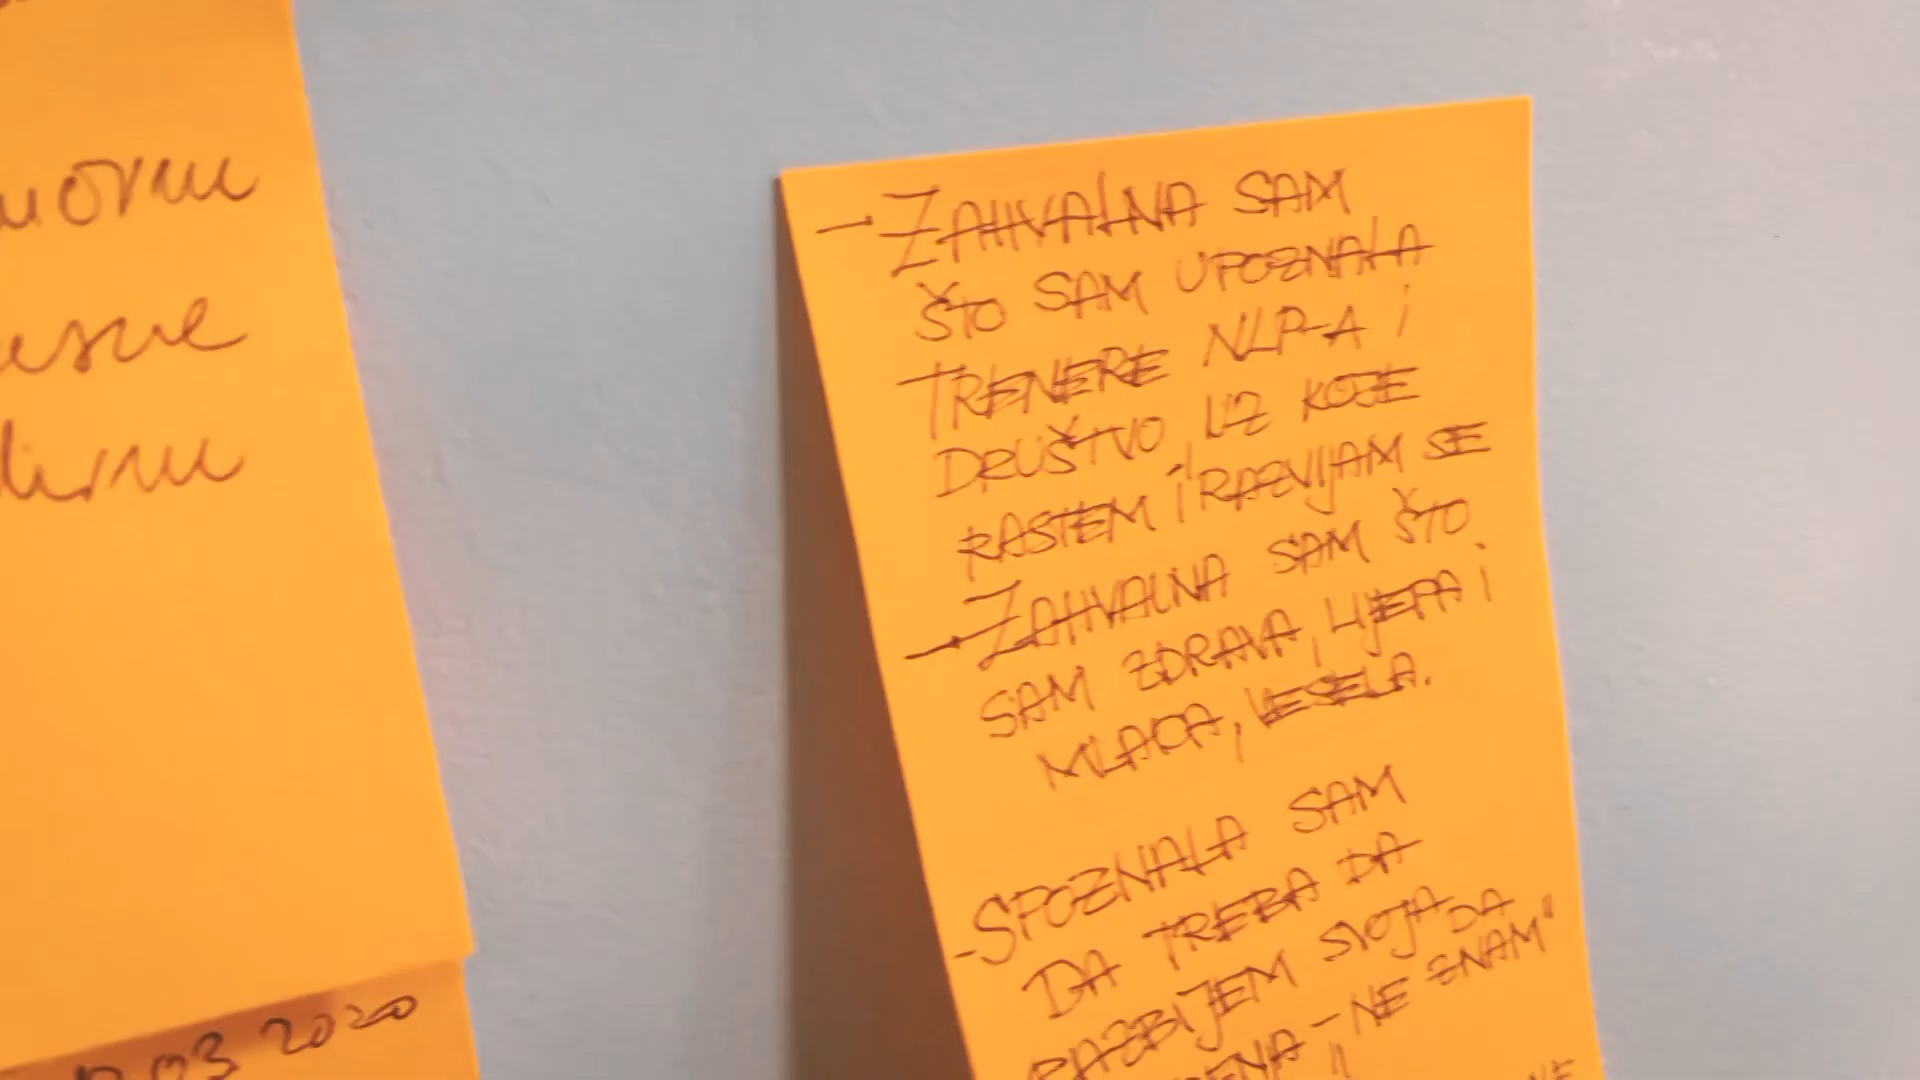 03 2020
- ZAHVALNA SAM
ŠTO SAM UPOZNALA
TRENERE NLP-A I
DRUŠTVO UZ KOJE
RASTEM I RAZVIJAM SE
- ZAHVALNA SAM ŠTO
SAM ZDRAVA, LIJEPA I
MLADA, VESELA.
- SPOZNALA SAM
DA TREBA DA
RAZBIJEM SVOJA
DA
- NE ZNAM"